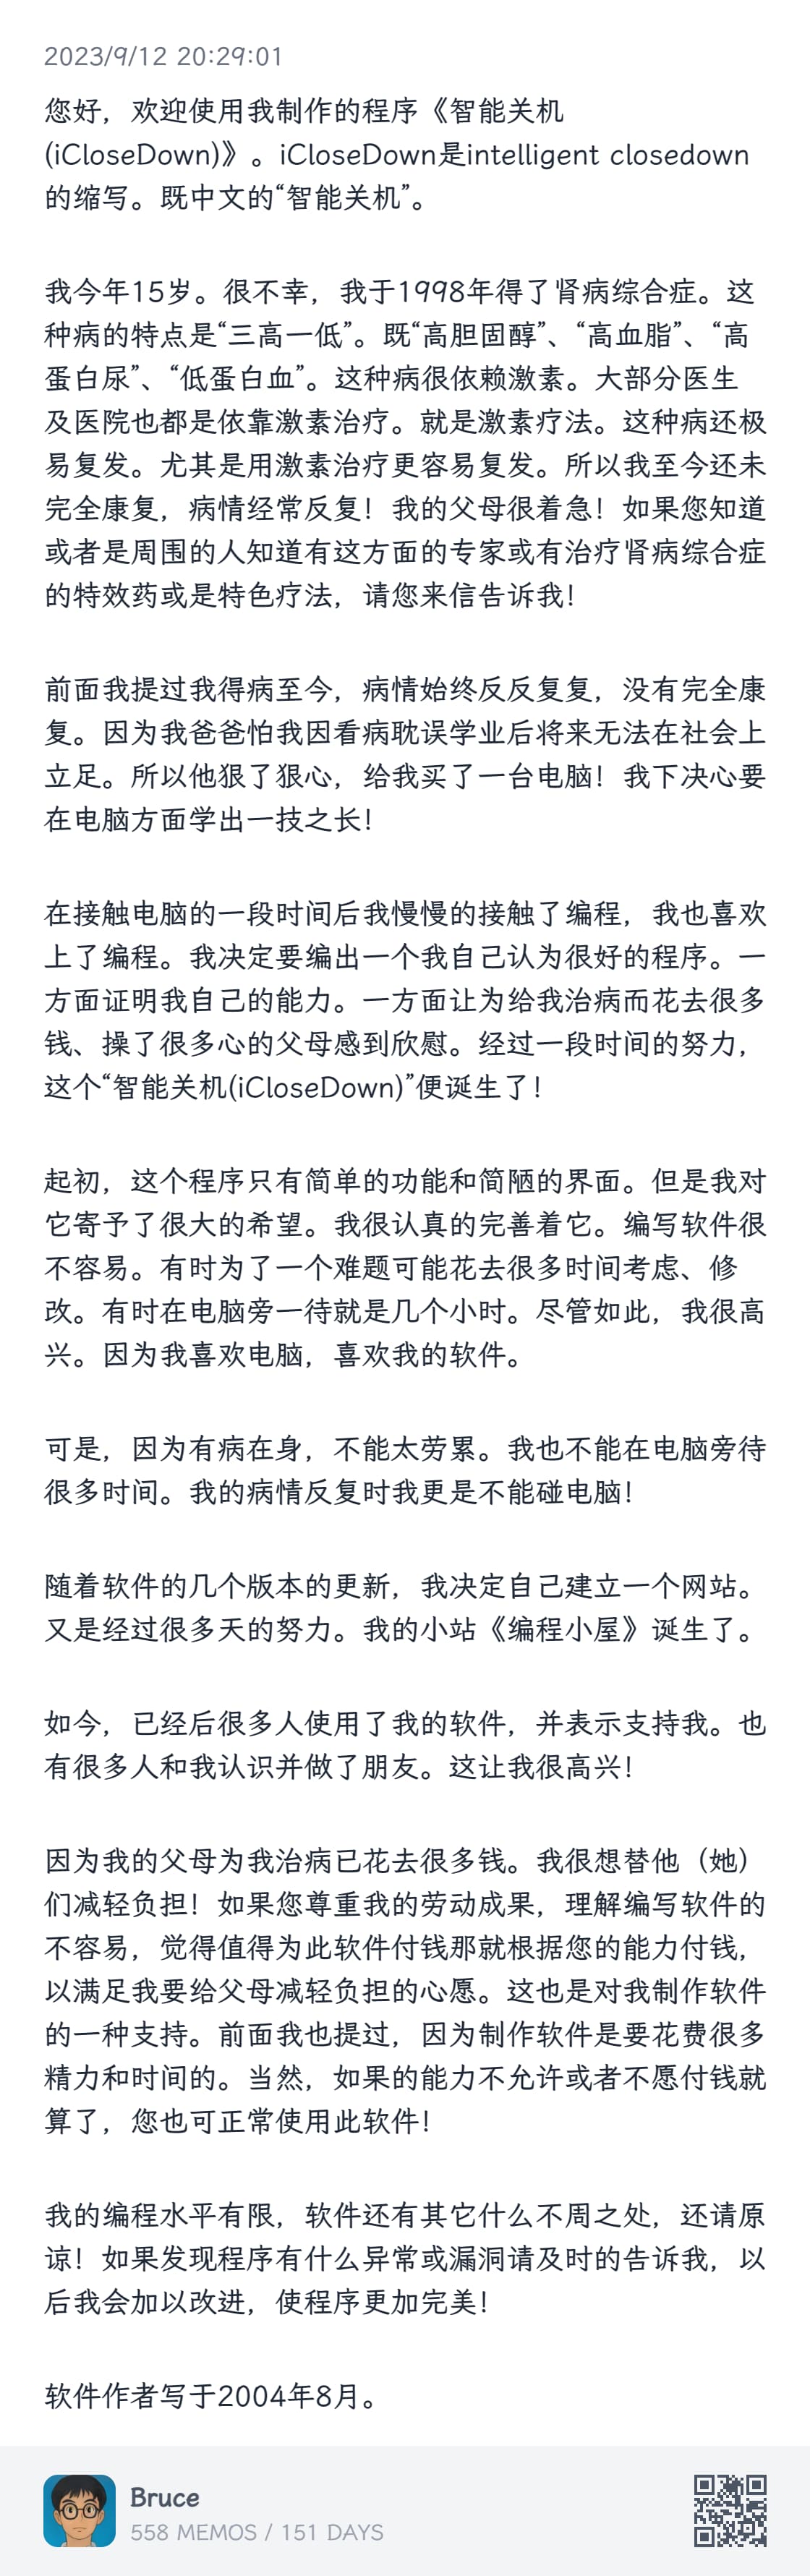 2023/9/12 20:29:01
您好，欢迎使用我制作的程序《智能关机
(iCloseDown)》。iCloseDown是intelligent closedown
的缩写。既中文的“智能关机”。
我今年15岁。很不幸，我于1998年得了肾病综合症。这
种病的特点是“三高一低”。既“高胆固醇”、“高血脂”、“高
蛋白尿”、“低蛋白血”。这种病很依赖激素。大部分医生
及医院也都是依靠激素治疗。就是激素疗法。这种病还极
易复发。尤其是用激素治疗更容易复发。所以我至今还未
完全康复，病情经常反复！我的父母很着急！如果您知道
或者是周围的人知道有这方面的专家或有治疗肾病综合症
的特效药或是特色疗法，请您来信告诉我！
前面我提过我得病至今，病情始终反反复复，没有完全康
复。因为我爸爸怕我因看病耽误学业后将来无法在社会上
立足。所以他狠了狠心，给我买了一台电脑！我下决心要
在电脑方面学出一技之长！
在接触电脑的一段时间后我慢慢的接触了编程，我也喜欢
上了编程。我决定要编出一个我自己认为很好的程序。一
方面证明我自己的能力。一方面让为给我治病而花去很多
钱、操了很多心的父母感到欣慰。经过一段时间的努力，
这个“智能关机(iCloseDown)”便诞生了！
起初，这个程序只有简单的功能和简陋的界面。但是我对
它寄予了很大的希望。我很认真的完善着它。编写软件很
不容易。有时为了一个难题可能花去很多时间考虑、修
改。有时在电脑旁一待就是几个小时。尽管如此，我很高
兴。因为我喜欢电脑，喜欢我的软件。
可是，因为有病在身，不能太劳累。我也不能在电脑旁待
很多时间。我的病情反复时我更是不能碰电脑！
随着软件的几个版本的更新，我决定自己建立一个网站。
又是经过很多天的努力。我的小站《编程小屋》诞生了。
如今，已经后很多人使用了我的软件，并表示支持我。也
有很多人和我认识并做了朋友。这让我很高兴！
因为我的父母为我治病已花去很多钱。我很想替他（她）
们减轻负担！如果您尊重我的劳动成果，理解编写软件的
不容易，觉得值得为此软件付钱那就根据您的能力付钱，
以满足我要给父母减轻负担的心愿。这也是对我制作软件
的一种支持。前面我也提过，因为制作软件是要花费很多
精力和时间的。当然，如果的能力不允许或者不愿付钱就
算了，您也可正常使用此软件！
我的编程水平有限，软件还有其它什么不周之处，还请原
谅！如果发现程序有什么异常或漏洞请及时的告诉我，以
后我会加以改进，使程序更加完美！
软件作者写于2004年8月。
Bruce
558 MEMOS / 151 DAYS